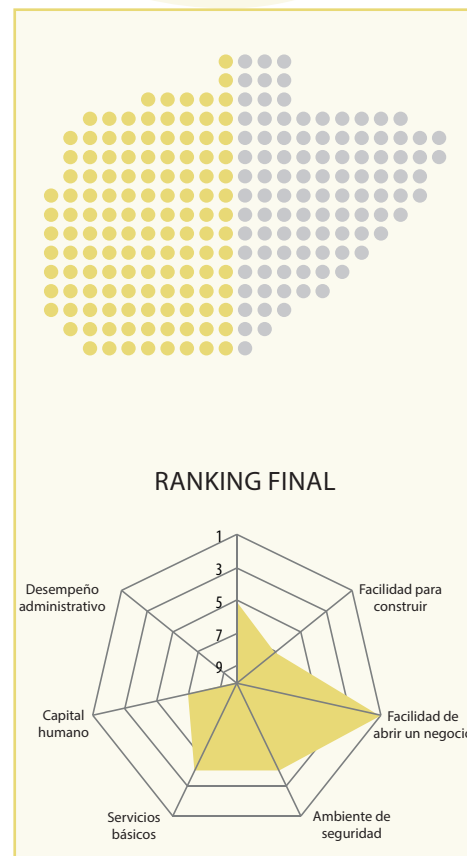 RANKING FINAL
1
3
5
7
9
Desempeño
administrativo
Facilidad para
construir
Capital
humano
Facilidad de
abrir un negocio
Servicios
básicos
Ambiente de
seguridad